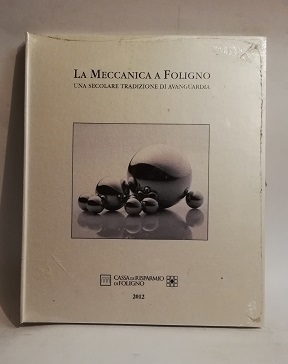 LA MECCANICA A FOLIGNO
UNA SECOLARE TRADIZIONE DI AVANGUARDIA
CASSA DI RISPARMIO
DI FOLIGNO
2012